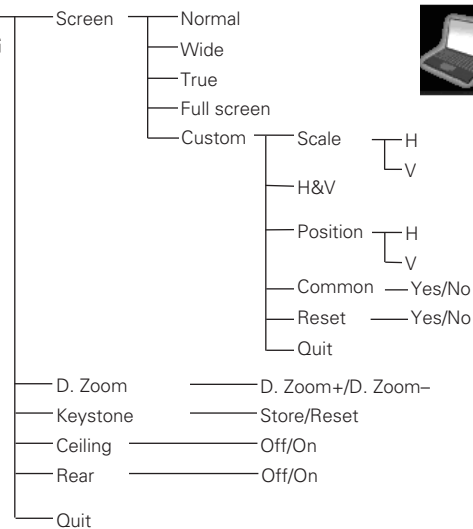 Screen Normal
Wide
True
Full screen
Custom Scale H
V
H&V
Position H
V
Common Yes/No
Reset Yes/No
Quit
D. Zoom D. Zoom+/D. Zoom–
Keystone Store/Reset
Ceiling Off/On
Rear Off/On
Quit